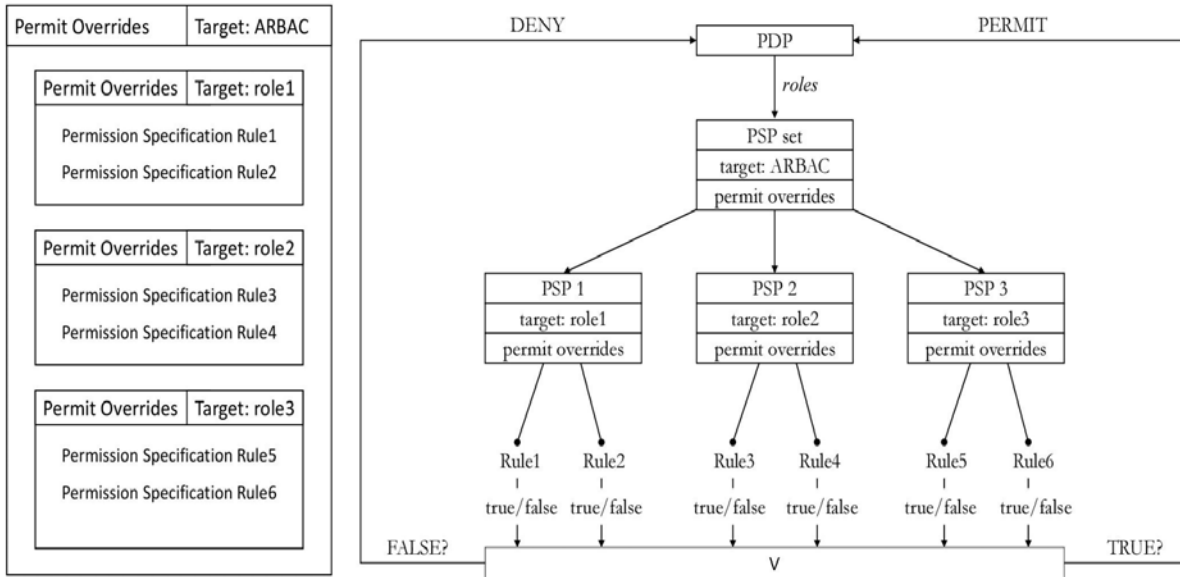 Permit Overrides Target: ARBAC
Permit Overrides Target: role1
Permission Specification Rule1
Permission Specification Rule2
Permit Overrides Target: role2
Permission Specification Rule3
Permission Specification Rule4
Permit Overrides Target: role3
Permission Specification Rule5
Permission Specification Rule6
DENY PERMIT
PDP
roles
PSP set
target: ARBAC
permit overrides
PSP 1 PSP 2 PSP 3
target: role1 target: role2 target: role3
permit overrides permit overrides permit overrides
Rule1 Rule2 Rule3 Rule4 Rule5 Rule6
true/false true/false true/false true/false true/false true/false
FALSE? TRUE?
V